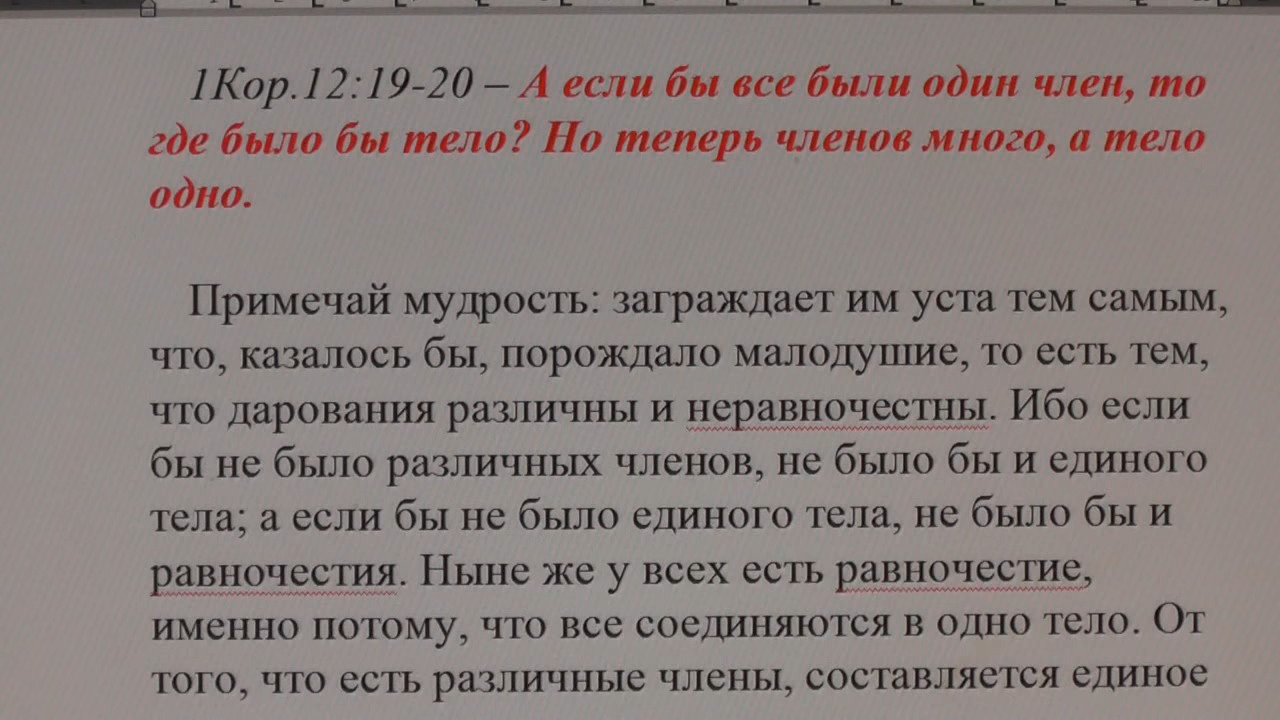 1Кор.12:19-20 – А если бы все были один член, то
где было бы тело? Но теперь членов много, а тело
одно.
Примечай мудрость: заграждает им уста тем самым,
что, казалось бы, порождало малодушие, то есть тем,
что дарования различны и неравночестны. Ибо если
бы не было различных членов, не было бы и единого
тела; а если бы не было единого тела, не было бы и
равночестия. Ныне же у всех есть равночестие,
именно потому, что все соединяются в одно тело. От
того, что есть различные члены, составляется единое